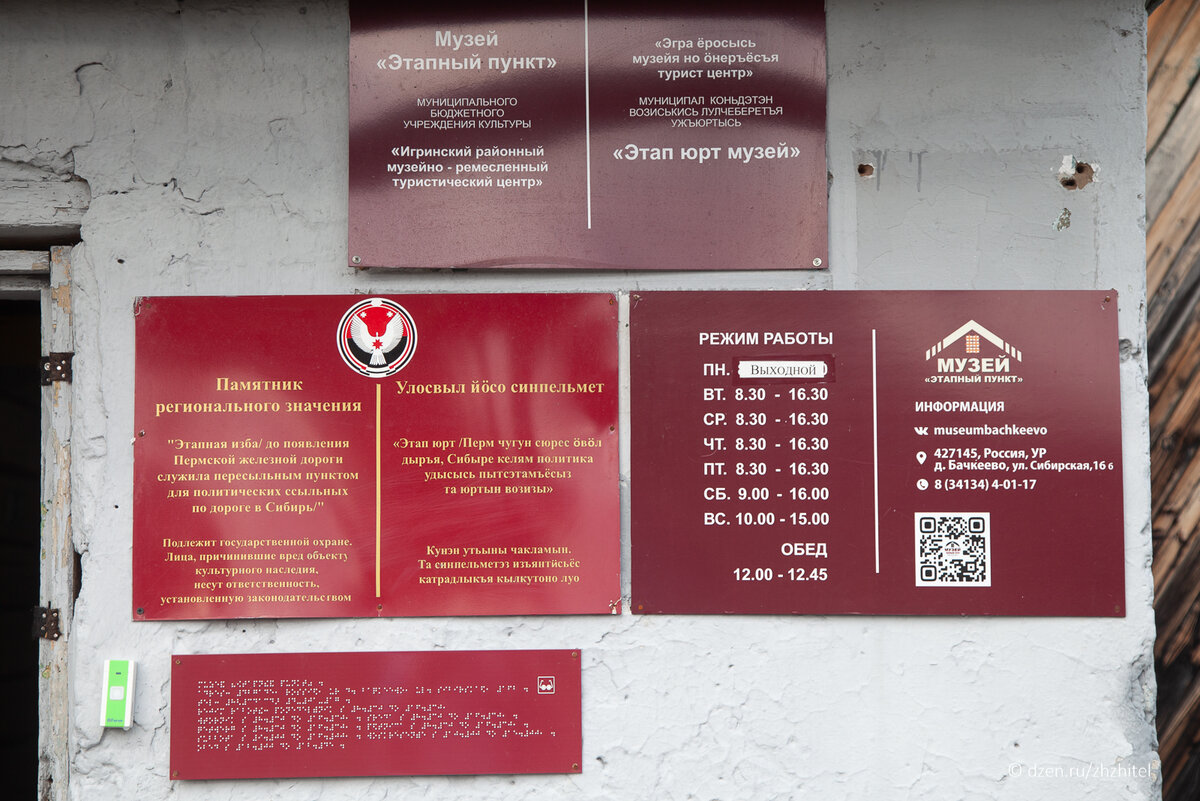 Музей
«Этапный пункт»
МУНИЦИПАЛЬНОГО
БЮДЖЕТНОГО
УЧРЕЖДЕНИЯ КУЛЬТУРЫ
«Игринский районный
музейно - ремесленный
туристический центр»
«Эгра ёросысь
музейя но ӧнеръёсъя
турист центр»
МУНИЦИПАЛ КОНЬДЭТЭН
ВОЗИСЬКИСЬ ЛУЛЧЕБЕРЕТЪЯ
УЖЪЮРТЫСЬ
«Этап юрт музей»
Памятник
регионального значения
"Этапная изба/ до появления
Пермской железной дороги
служила пересыльным пунктом
для политических ссыльных
по дороге в Сибирь/"
Подлежит государственной охране.
Лица, причинившие вред объекту
культурного наследия,
несут ответственность,
установленную законодательством
Улосвыл йӧсо синпельмет
«Этап юрт /Перм чугун сюрес ӧвӧл
дыръя, Сибыре келям политика
удысысь пытсэтамъёсыз
та юртын возизы»
Кунэн утьыны чакламын.
Та синпельметэз изъянтӥсьёс
катрадлыкъя кылкутоно луо
РЕЖИМ РАБОТЫ
ПН. Выходной
ВТ. 8.30 - 16.30
СР. 8.30 - 16.30
ЧТ. 8.30 - 16.30
ПТ. 8.30 - 16.30
СБ. 9.00 - 16.00
ВС. 10.00 - 15.00
ОБЕД
12.00 - 12.45
МУЗЕЙ
«ЭТАПНЫЙ ПУНКТ»
ИНФОРМАЦИЯ
museumbachkeevo
427145, Россия, УР
д. Бачкеево, ул. Сибирская,16 б
8 (34134) 4-01-17
© dzen.ru/zhzhitel